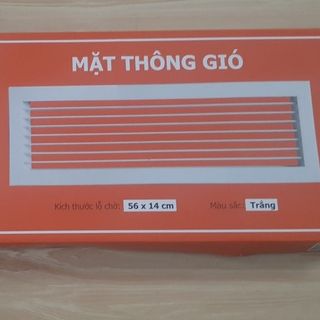 MẶT THÔNG GIÓ
Kích thước lỗ chờ: 56 x 14 cm Màu sắc: Trắng